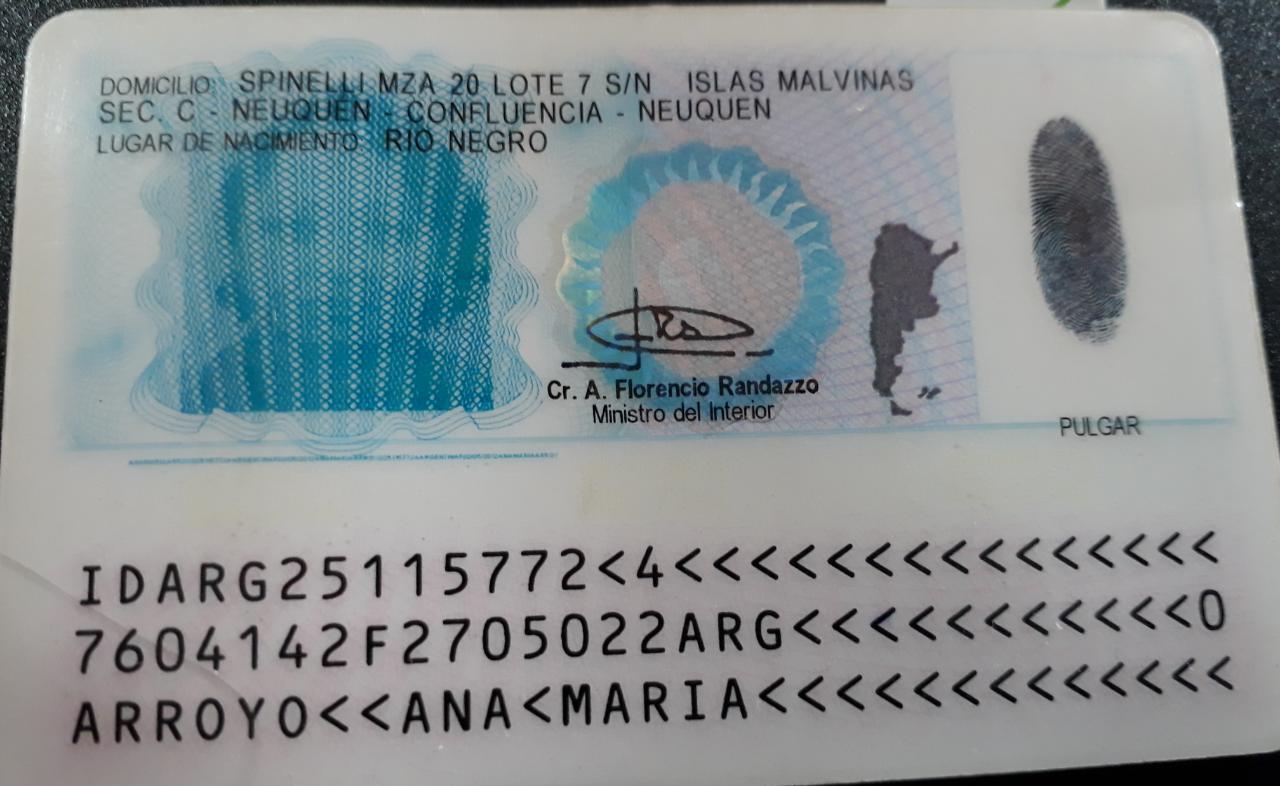 DOMICILIO: SPINELLI MZA 20 LOTE 7 S/N ISLAS MALVINAS
SEC. C - NEUQUEN - CONFLUENCIA - NEUQUEN
LUGAR DE NACIMIENTO: RIO NEGRO
Cr. A. Florencio Randazzo
Ministro del Interior
PULGAR
IDARG25115772<4<<<<<<<<<<<<<<<
7604142F2705022ARG<<<<<<<<<<<0
ARROYO<<ANA<MARIA<<<<<<<<<<<<<